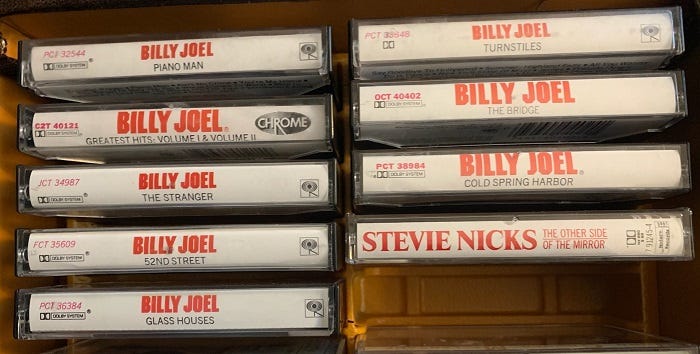 PCT 32544
BILLY JOEL
DOLBY SYSTEM
PIANO MAN
C2T 40121
BILLY JOEL
CHROME
DOLBY SYSTEM
GREATEST HITS: VOLUME I & VOLUME II
JCT 34987
BILLY JOEL
DOLBY SYSTEM
THE STRANGER
FCT 35609
BILLY JOEL
DOLBY SYSTEM
52ND STREET
PCT 36384
BILLY JOEL
DOLBY SYSTEM
GLASS HOUSES
PCT
BILLY JOEL
TURNSTILES
OCT 40402
BILLY JOEL
DOLBY SYSTEM
THE BRIDGE
PCT 38984
BILLY JOEL
DOLBY SYSTEM
COLD SPRING HARBOR
STEVIE NICKS
THE OTHER SIDE
OF THE MIRROR